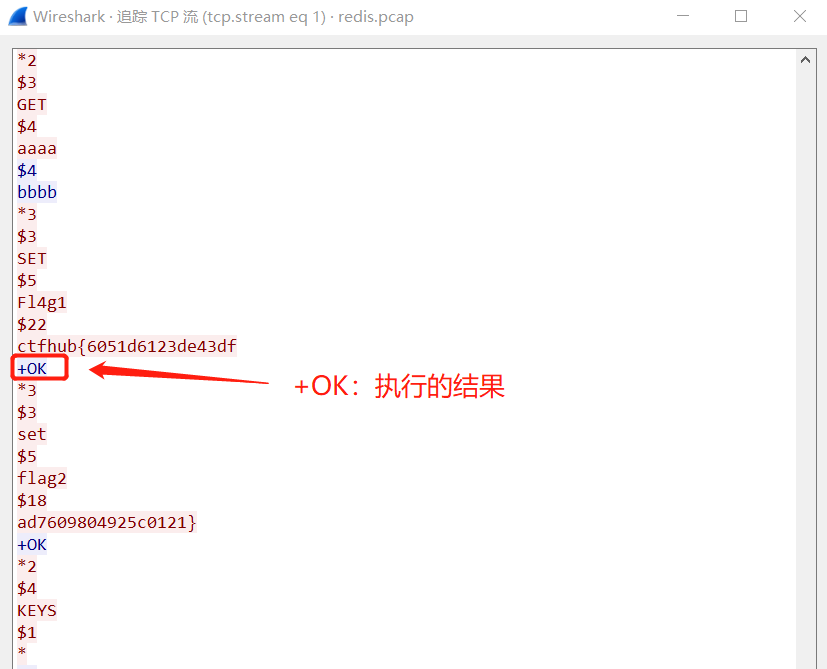 Wireshark · 追踪 TCP 流 (tcp.stream eq 1) · redis.pcap
*2
$3
GET
$4
aaaa
$4
bbbb
*3
$3
SET
$5
Fl4g1
$22
ctfhub{6051d6123de43df
+OK
+OK：执行的结果
*3
$3
set
$5
flag2
$18
ad7609804925c0121}
+OK
*2
$4
KEYS
$1
*